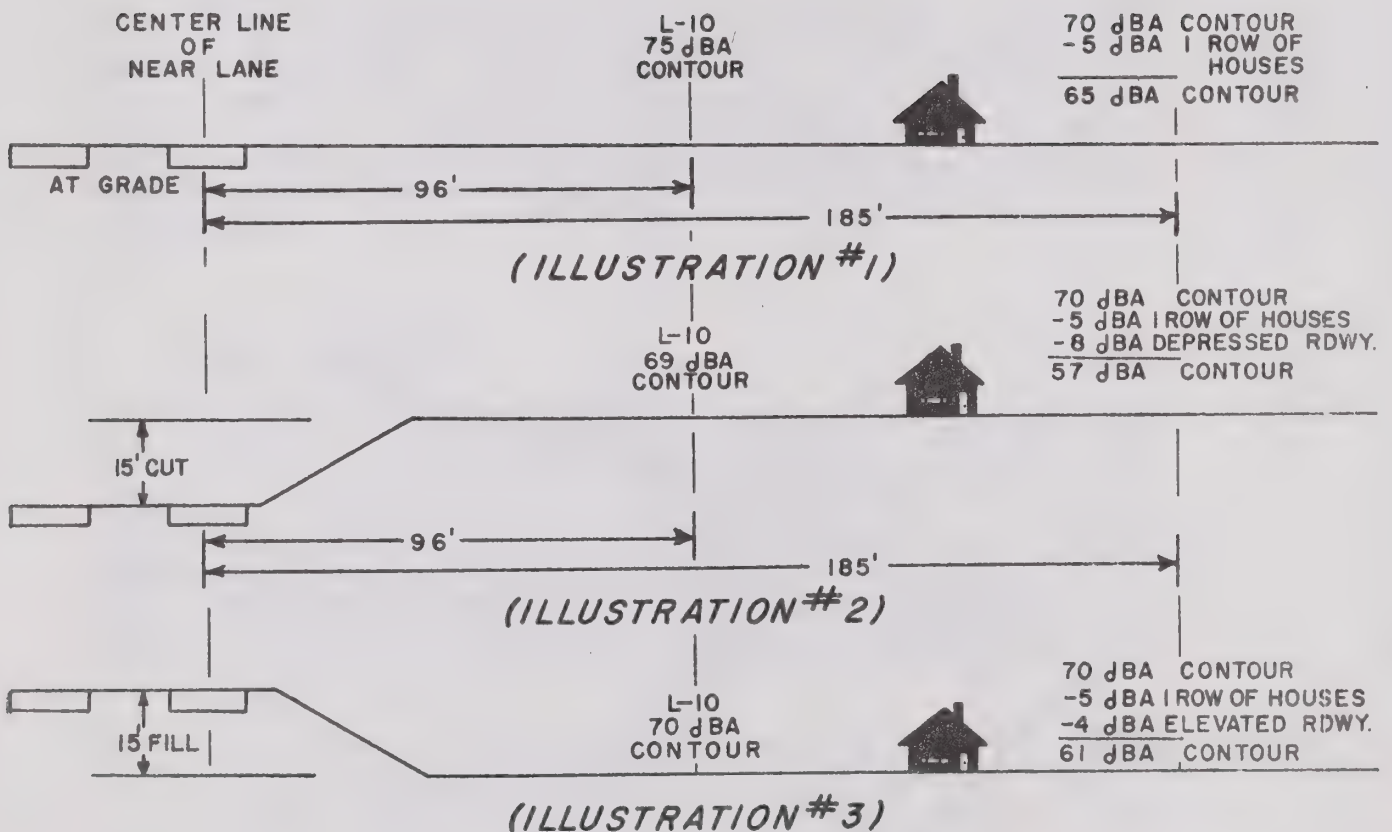 CENTER LINE
OF
NEAR LANE
L-10
75 dBA
CONTOUR
70 dBA CONTOUR
-5 dBA 1 ROW OF
HOUSES
65 dBA CONTOUR
AT GRADE
96'
185'
(ILLUSTRATION #1)
L-10
69 dBA
CONTOUR
70 dBA CONTOUR
-5 dBA 1 ROW OF HOUSES
-8 dBA DEPRESSED RDWY.
57 dBA CONTOUR
15' CUT
96'
185'
(ILLUSTRATION #2)
15' FILL
L-10
70 dBA
CONTOUR
70 dBA CONTOUR
-5 dBA 1 ROW OF HOUSES
-4 dBA ELEVATED RDWY.
61 dBA CONTOUR
(ILLUSTRATION #3)